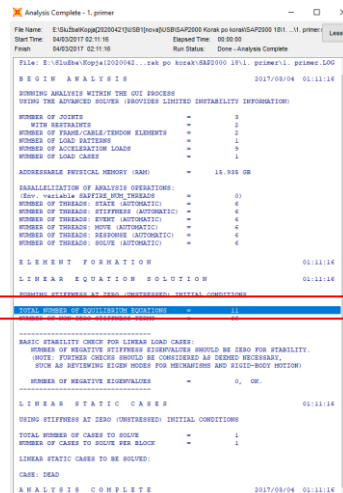 Analysis Complete - 1. primer
File Name: E:\Služba\Kopja[20200421]USB1[nova]\USB\SAP2000 Korak po korak\SAP2000 18\1. ...\1. primer. Less
Start Time: 04/03/2017 02:11:16 Elapsed Time: 00:00:00
Finish 04/03/2017 02:11:16 Run Status: Done - Analysis Complete
File: E:\Služba\Kopja[2020042...rak po korak\SAP2000 18\1. primer\1. primer.LOG
B E G I N   A N A L Y S I S 2017/08/04 01:11:16
RUNNING ANALYSIS WITHIN THE GUI PROCESS
USING THE ADVANCED SOLVER (PROVIDES LIMITED INSTABILITY INFORMATION)
NUMBER OF JOINTS = 3
WITH RESTRAINTS = 2
NUMBER OF FRAME/CABLE/TENDON ELEMENTS = 2
NUMBER OF LOAD PATTERNS = 1
NUMBER OF ACCELERATION LOADS = 9
NUMBER OF LOAD CASES = 1
ADDRESSABLE PHYSICAL MEMORY (RAM) = 15.935 GB
PARALLELIZATION OF ANALYSIS OPERATIONS:
(Env. variable SAPFIRE_NUM_THREADS = 0)
NUMBER OF THREADS: STATE (AUTOMATIC) = 6
NUMBER OF THREADS: STIFFNESS (AUTOMATIC) = 6
NUMBER OF THREADS: EVENT (AUTOMATIC) = 6
NUMBER OF THREADS: MOVE (AUTOMATIC) = 6
NUMBER OF THREADS: RESPONSE (AUTOMATIC) = 6
NUMBER OF THREADS: SOLVE (AUTOMATIC) = 6
E L E M E N T   F O R M A T I O N 01:11:16
L I N E A R   E Q U A T I O N   S O L U T I O N 01:11:16
FORMING STIFFNESS AT ZERO (UNSTRESSED) INITIAL CONDITIONS
TOTAL NUMBER OF EQUILIBRIUM EQUATIONS = 11
NUMBER OF NON-ZERO STIFFNESS TERMS =
---------------------------------
BASIC STABILITY CHECK FOR LINEAR LOAD CASES:
NUMBER OF NEGATIVE STIFFNESS EIGENVALUES SHOULD BE ZERO FOR STABILITY.
(NOTE: FURTHER CHECKS SHOULD BE CONSIDERED AS DEEMED NECESSARY,
SUCH AS REVIEWING EIGEN MODES FOR MECHANISMS AND RIGID-BODY MOTION)
NUMBER OF NEGATIVE EIGENVALUES = 0, OK.
---------------------------------
L I N E A R   S T A T I C   C A S E S 01:11:16
USING STIFFNESS AT ZERO (UNSTRESSED) INITIAL CONDITIONS
TOTAL NUMBER OF CASES TO SOLVE = 1
NUMBER OF CASES TO SOLVE PER BLOCK = 1
LINEAR STATIC CASES TO BE SOLVED:
CASE: DEAD
A N A L Y S I S   C O M P L E T E 2017/08/04 01:11:16